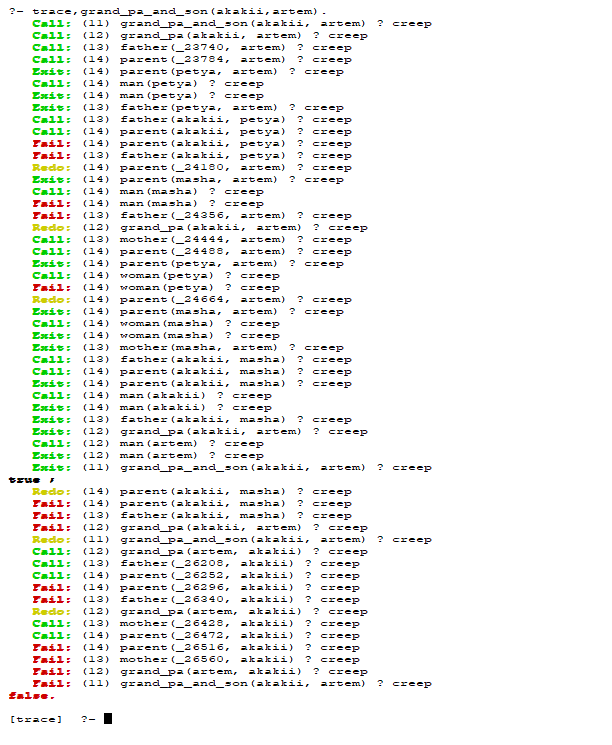 ?- trace,grand_pa_and_son(akakii,artem).
Call: (11) grand_pa_and_son(akakii, artem) ? creep
Call: (12) grand_pa(akakii, artem) ? creep
Call: (13) father(_23740, artem) ? creep
Call: (14) parent(_23784, artem) ? creep
Exit: (14) parent(petya, artem) ? creep
Call: (14) man(petya) ? creep
Exit: (14) man(petya) ? creep
Exit: (13) father(petya, artem) ? creep
Call: (13) father(akakii, petya) ? creep
Call: (14) parent(akakii, petya) ? creep
Fail: (14) parent(akakii, petya) ? creep
Fail: (13) father(akakii, petya) ? creep
Redo: (14) parent(_24180, artem) ? creep
Exit: (14) parent(masha, artem) ? creep
Call: (14) man(masha) ? creep
Fail: (14) man(masha) ? creep
Fail: (13) father(_24356, artem) ? creep
Redo: (12) grand_pa(akakii, artem) ? creep
Call: (13) mother(_24444, artem) ? creep
Call: (14) parent(_24488, artem) ? creep
Exit: (14) parent(petya, artem) ? creep
Call: (14) woman(petya) ? creep
Fail: (14) woman(petya) ? creep
Redo: (14) parent(_24664, artem) ? creep
Exit: (14) parent(masha, artem) ? creep
Call: (14) woman(masha) ? creep
Exit: (14) woman(masha) ? creep
Exit: (13) mother(masha, artem) ? creep
Call: (13) father(akakii, masha) ? creep
Call: (14) parent(akakii, masha) ? creep
Exit: (14) parent(akakii, masha) ? creep
Call: (14) man(akakii) ? creep
Exit: (14) man(akakii) ? creep
Exit: (13) father(akakii, masha) ? creep
Exit: (12) grand_pa(akakii, artem) ? creep
Call: (12) man(artem) ? creep
Exit: (12) man(artem) ? creep
Exit: (11) grand_pa_and_son(akakii, artem) ? creep
true ;
Redo: (14) parent(akakii, masha) ? creep
Fail: (14) parent(akakii, masha) ? creep
Fail: (13) father(akakii, masha) ? creep
Fail: (12) grand_pa(akakii, artem) ? creep
Redo: (11) grand_pa_and_son(akakii, artem) ? creep
Call: (12) grand_pa(artem, akakii) ? creep
Call: (13) father(_26208, akakii) ? creep
Call: (14) parent(_26252, akakii) ? creep
Fail: (14) parent(_26296, akakii) ? creep
Fail: (13) father(_26340, akakii) ? creep
Redo: (12) grand_pa(artem, akakii) ? creep
Call: (13) mother(_26428, akakii) ? creep
Call: (14) parent(_26472, akakii) ? creep
Fail: (14) parent(_26516, akakii) ? creep
Fail: (13) mother(_26560, akakii) ? creep
Fail: (12) grand_pa(artem, akakii) ? creep
Fail: (11) grand_pa_and_son(akakii, artem) ? creep
false.
[trace] ?-